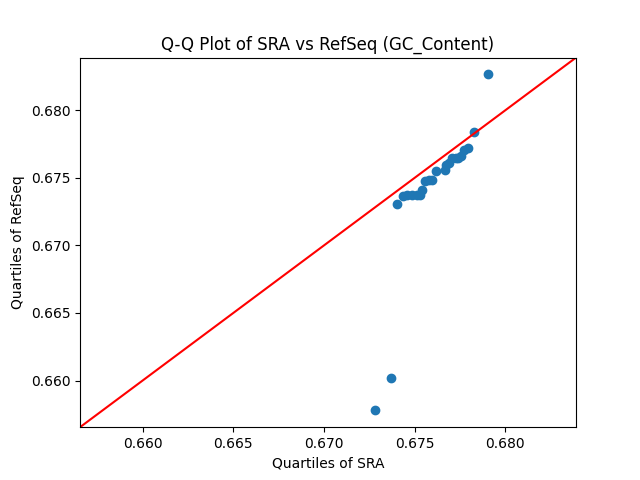 Q-Q Plot of SRA vs RefSeq (GC_Content)
Quartiles of RefSeq
0.680
0.675
0.670
0.665
0.660
0.660 0.665 0.670 0.675 0.680
Quartiles of SRA